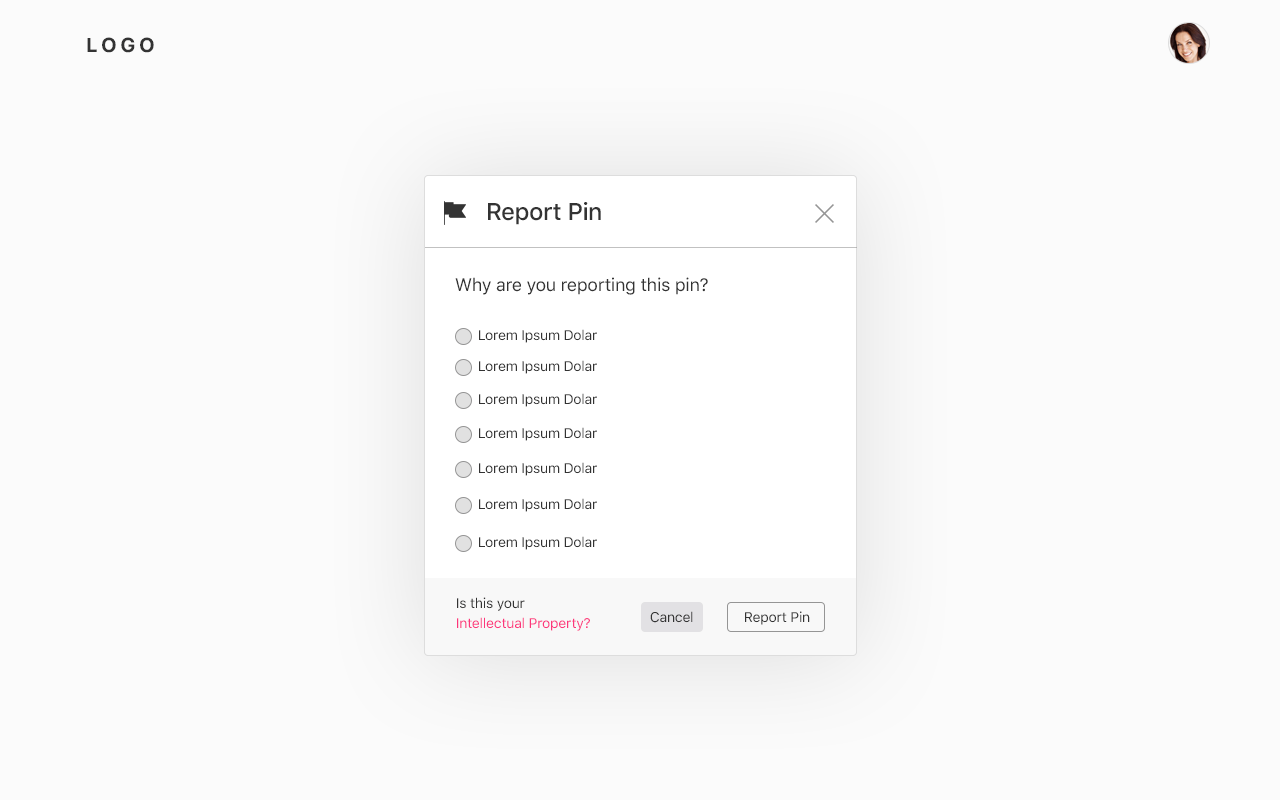 LOGO
Report Pin
Why are you reporting this pin?
Lorem Ipsum Dolar
Lorem Ipsum Dolar
Lorem Ipsum Dolar
Lorem Ipsum Dolar
Lorem Ipsum Dolar
Lorem Ipsum Dolar
Lorem Ipsum Dolar
Is this your
Intellectual Property?
Cancel
Report Pin